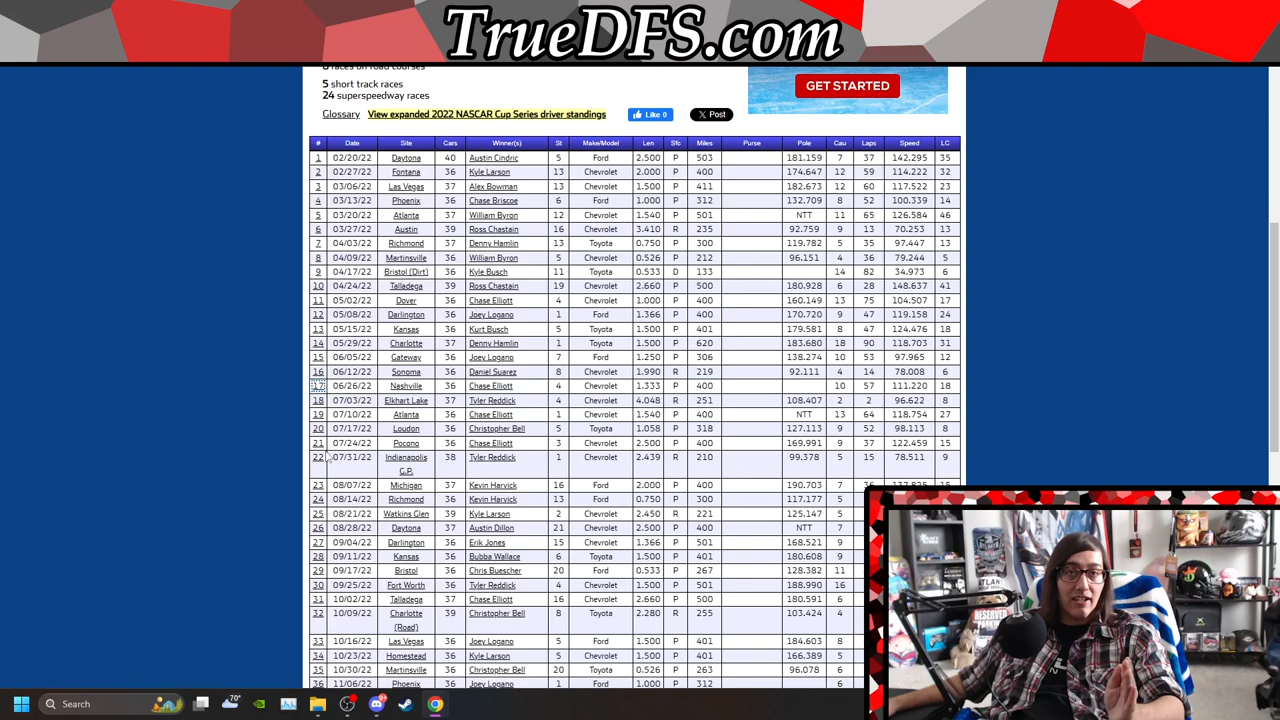 TrueDFS.com
8 races on road courses
5 short track races
24 superspeedway races
GET STARTED
Glossary View expanded 2022 NASCAR Cup Series driver standings Like 0 Post
# Date Site Cars Winner(s) St Make/Model Len Sfc Miles Purse Pole Cau Laps Speed LC
1 02/20/22 Daytona 40 Austin Cindric 5 Ford 2.500 P 503 181.159 7 37 142.295 35
2 02/27/22 Fontana 36 Kyle Larson 13 Chevrolet 2.000 P 400 174.647 12 59 114.222 32
3 03/06/22 Las Vegas 37 Alex Bowman 13 Chevrolet 1.500 P 411 182.673 12 60 117.522 23
4 03/13/22 Phoenix 36 Chase Briscoe 6 Ford 1.000 P 312 132.709 8 52 100.339 14
5 03/20/22 Atlanta 37 William Byron 12 Chevrolet 1.540 P 501 NTT 11 65 126.584 46
6 03/27/22 Austin 39 Ross Chastain 16 Chevrolet 3.410 R 235 92.759 9 13 70.253 13
7 04/03/22 Richmond 37 Denny Hamlin 13 Toyota 0.750 P 300 119.782 5 35 97.447 13
8 04/09/22 Martinsville 36 William Byron 5 Chevrolet 0.526 P 212 96.151 4 36 79.244 5
9 04/17/22 Bristol (Dirt) 36 Kyle Busch 11 Toyota 0.533 D 133 14 82 34.973 6
10 04/24/22 Talladega 39 Ross Chastain 19 Chevrolet 2.660 P 500 180.928 6 28 148.637 41
11 05/02/22 Dover 36 Chase Elliott 4 Chevrolet 1.000 P 400 160.149 13 75 104.507 17
12 05/08/22 Darlington 36 Joey Logano 1 Ford 1.366 P 400 170.720 9 47 119.158 24
13 05/15/22 Kansas 36 Kurt Busch 5 Toyota 1.500 P 401 179.581 8 47 124.476 18
14 05/29/22 Charlotte 37 Denny Hamlin 1 Toyota 1.500 P 620 183.680 18 90 118.703 31
15 06/05/22 Gateway 36 Joey Logano 7 Ford 1.250 P 306 138.274 10 53 97.965 12
16 06/12/22 Sonoma 36 Daniel Suarez 8 Chevrolet 1.990 R 219 92.111 4 14 78.008 6
17 06/26/22 Nashville 36 Chase Elliott 4 Chevrolet 1.333 P 400 10 57 111.220 18
18 07/03/22 Elkhart Lake 37 Tyler Reddick 4 Chevrolet 4.048 R 251 108.407 2 2 96.622 8
19 07/10/22 Atlanta 36 Chase Elliott 1 Chevrolet 1.540 P 400 NTT 13 64 118.754 27
20 07/17/22 Loudon 36 Christopher Bell 5 Toyota 1.058 P 318 127.113 9 52 98.113 8
21 07/24/22 Pocono 36 Chase Elliott 3 Chevrolet 2.500 P 400 169.991 9 37 122.459 15
22 07/31/22 Indianapolis G.P. 38 Tyler Reddick 1 Chevrolet 2.439 R 210 99.378 5 15 78.511 9
23 08/07/22 Michigan 37 Kevin Harvick 16 Ford 2.000 P 400 190.703 7
24 08/14/22 Richmond 36 Kevin Harvick 13 Ford 0.750 P 300 117.177 5
25 08/21/22 Watkins Glen 39 Kyle Larson 2 Chevrolet 2.450 R 221 125.147 5
26 08/28/22 Daytona 37 Austin Dillon 21 Chevrolet 2.500 P 400 NTT 9
27 09/04/22 Darlington 36 Erik Jones 15 Chevrolet 1.366 P 501 168.521 9
28 09/11/22 Kansas 36 Bubba Wallace 6 Toyota 1.500 P 401 180.608 9
29 09/17/22 Bristol 36 Chris Buescher 20 Ford 0.533 P 267 128.382 11
30 09/25/22 Fort Worth 36 Tyler Reddick 4 Chevrolet 1.500 P 501 188.990 16
31 10/02/22 Talladega 36 Chase Elliott 16 Chevrolet 2.660 P 500 180.591 6
32 10/09/22 Charlotte (Road) 39 Christopher Bell 8 Toyota 2.280 R 255 103.424 4
33 10/16/22 Las Vegas 36 Joey Logano 5 Ford 1.500 P 401 184.603 8
34 10/23/22 Homestead 36 Kyle Larson 5 Chevrolet 1.500 P 401 166.389 5
35 10/30/22 Martinsville 36 Christopher Bell 20 Toyota 0.526 P 263 96.078 6
36 11/06/22 Phoenix 36 Joey Logano 1 Ford 1.000 P 312
RESERVED
PARKING
Search 70°